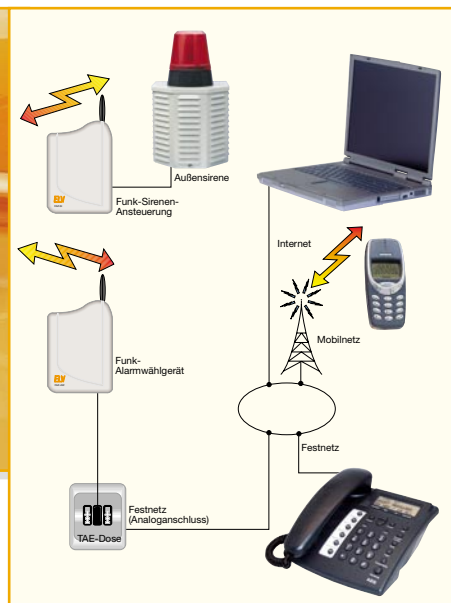 Außensirene
Funk-Sirenen-
Ansteuerung
Internet
Mobilnetz
Funk-
Alarmwählgerät
Festnetz
Festnetz
(Analoganschluss)
TAE-Dose